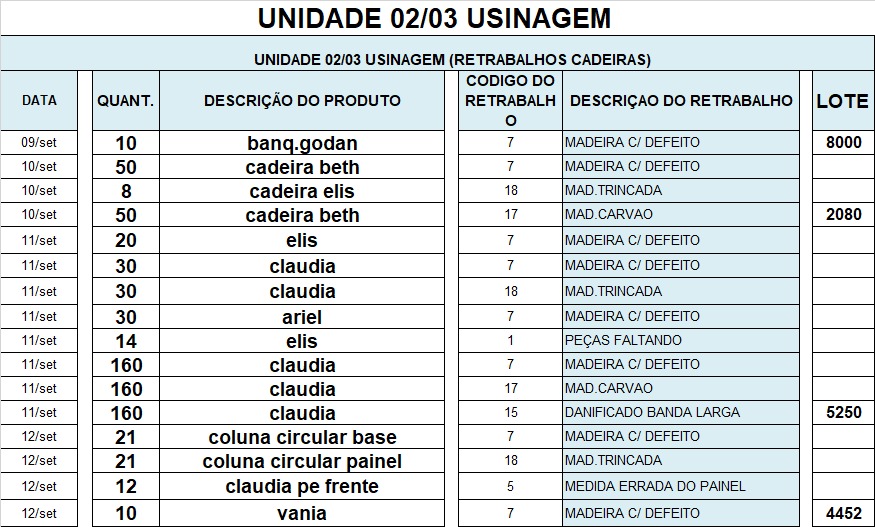 UNIDADE 02/03 USINAGEM
UNIDADE 02/03 USINAGEM (RETRABALHOS CADEIRAS)
DATA QUANT. DESCRIÇÃO DO PRODUTO CODIGO DO RETRABALH O DESCRIÇAO DO RETRABALHO LOTE
09/set 10 banq.godan 7 MADEIRA C/ DEFEITO 8000
10/set 50 cadeira beth 7 MADEIRA C/ DEFEITO
10/set 8 cadeira elis 18 MAD.TRINCADA
10/set 50 cadeira beth 17 MAD.CARVAO 2080
11/set 20 elis 7 MADEIRA C/ DEFEITO
11/set 30 claudia 7 MADEIRA C/ DEFEITO
11/set 30 claudia 18 MAD.TRINCADA
11/set 30 ariel 7 MADEIRA C/ DEFEITO
11/set 14 elis 1 PEÇAS FALTANDO
11/set 160 claudia 7 MADEIRA C/ DEFEITO
11/set 160 claudia 17 MAD.CARVAO
11/set 160 claudia 15 DANIFICADO BANDA LARGA 5250
12/set 21 coluna circular base 7 MADEIRA C/ DEFEITO
12/set 21 coluna circular painel 18 MAD.TRINCADA
12/set 12 claudia pe frente 5 MEDIDA ERRADA DO PAINEL
12/set 10 vania 7 MADEIRA C/ DEFEITO 4452